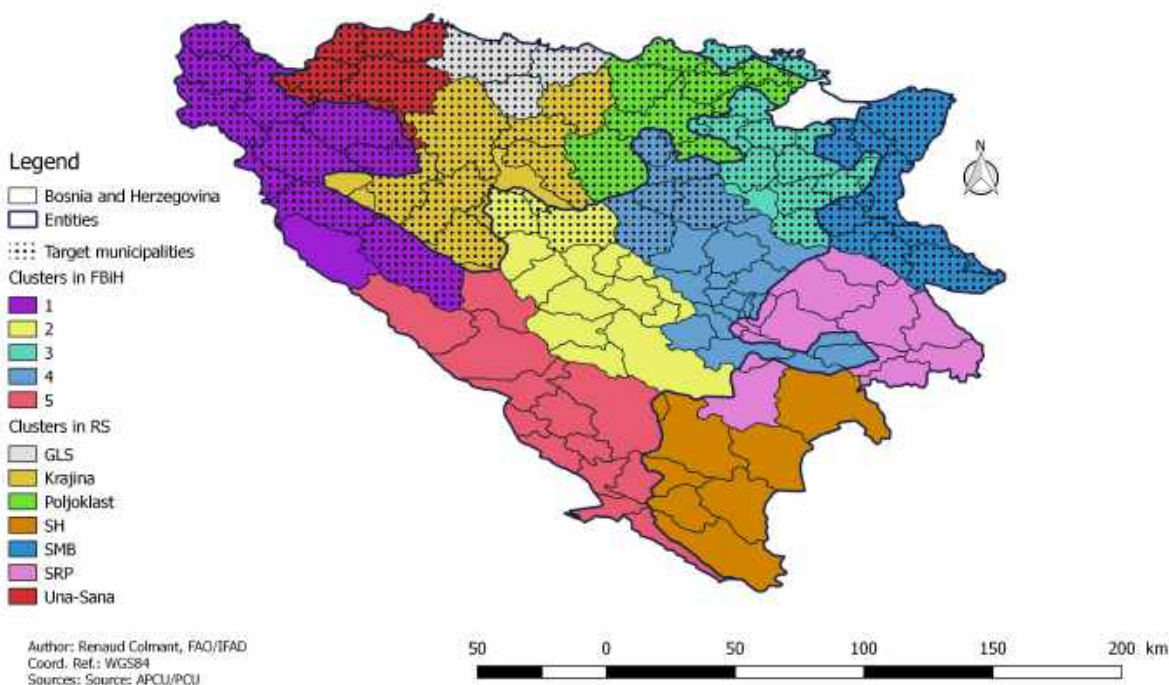 N
Legend
Bosnia and Herzegovina
Entities
Target municipalities
Clusters in FBiH
1
2
3
4
5
Clusters in RS
GLS
Krajina
Poljoklast
SH
SMB
SRP
Una-Sana
Author: Renaud Colmant, FAO/IFAD
Coord. Ref.: WGS84
Sources: Source: APCU/PCU
50 0 50 100 150 200 km